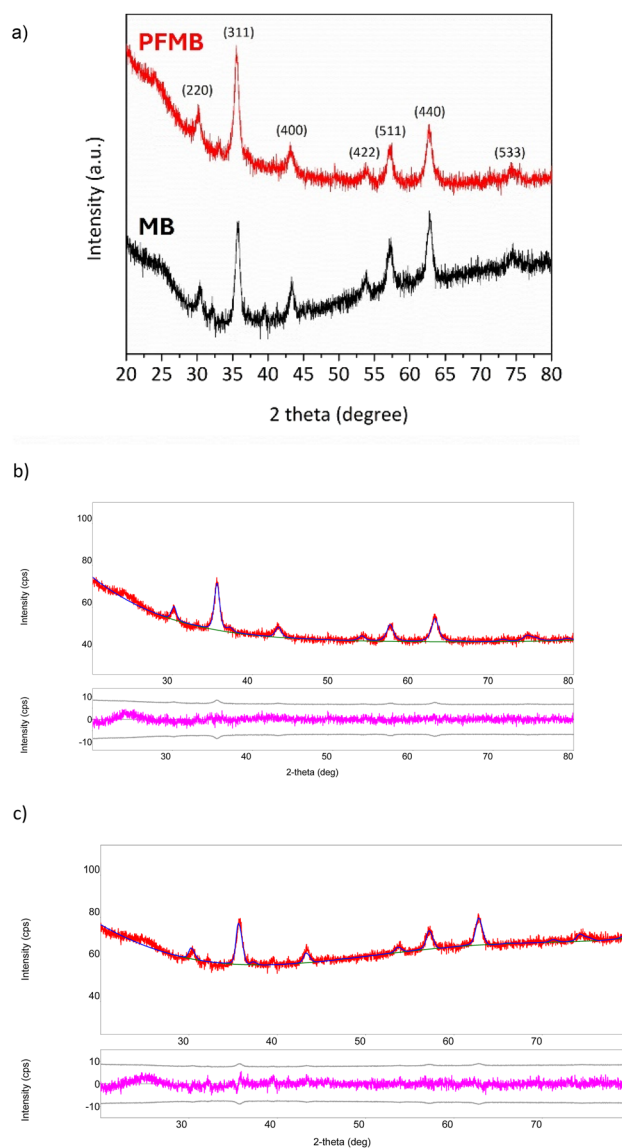 a)
PFMB
(311)
(220)
(400)
(422)
(511)
(440)
(533)
MB
Intensity (a.u.)
20 25 30 35 40 45 50 55 60 65 70 75 80
2 theta (degree)
b)
Intensity (cps)
100
80
60
40
30 40 50 60 70 80
Intensity (cps)
10
0
-10
30 40 50 60 70 80
2-theta (deg)
c)
Intensity (cps)
100
80
60
40
30 40 50 60 70
Intensity (cps)
10
0
-10
30 40 50 60 70
2-theta (deg)